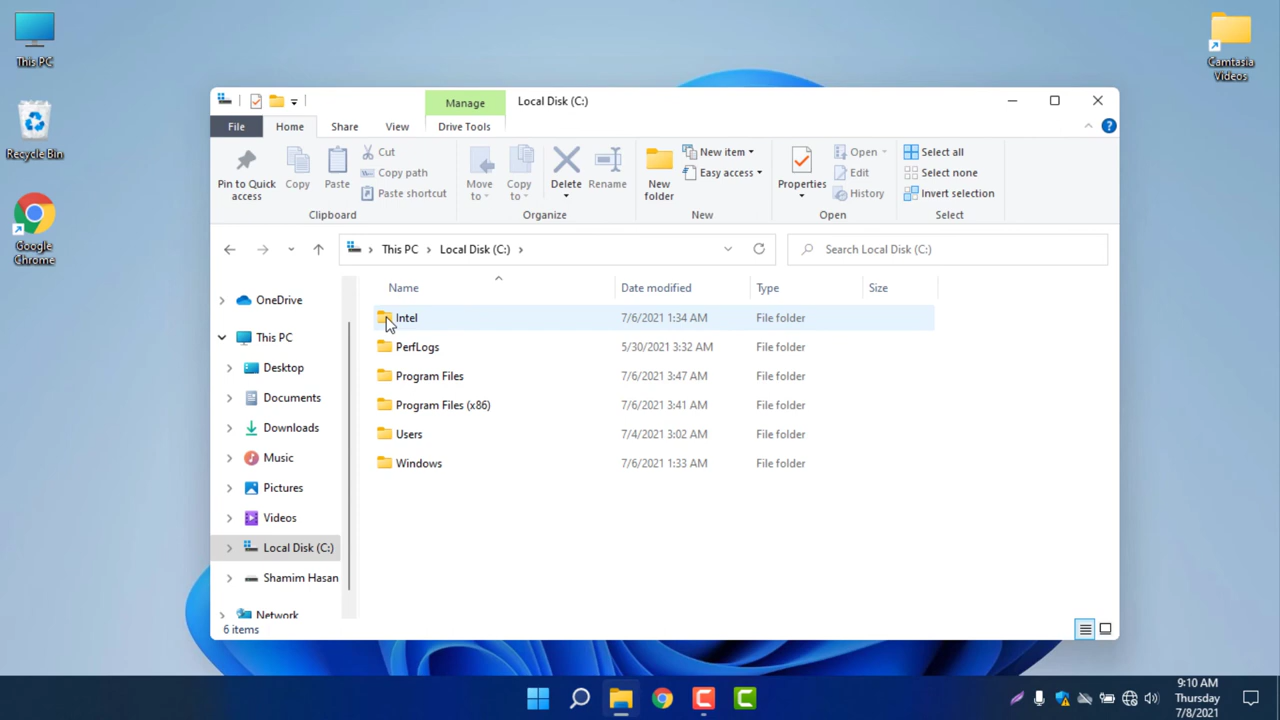 This PC
Recycle Bin
Google
Chrome
Camtasia
Videos
Manage
Local Disk (C:)
File
Home
Share
View
Drive Tools
Pin to Quick
access
Copy
Paste
Cut
Copy path
Paste shortcut
Clipboard
Move
to
Copy
to
Delete
Rename
Organize
New
folder
New item
Easy access
New
Properties
Open
Edit
History
Open
Select all
Select none
Invert selection
Select
This PC > Local Disk (C:) >
Search Local Disk (C:)
OneDrive
This PC
Desktop
Documents
Downloads
Music
Pictures
Videos
Local Disk (C:)
Shamim Hasan
Network
Name Date modified Type Size
Intel 7/6/2021 1:34 AM File folder
PerfLogs 5/30/2021 3:32 AM File folder
Program Files 7/6/2021 3:47 AM File folder
Program Files (x86) 7/6/2021 3:41 AM File folder
Users 7/4/2021 3:02 AM File folder
Windows 7/6/2021 1:33 AM File folder
6 items
9:10 AM
Thursday
7/8/2021